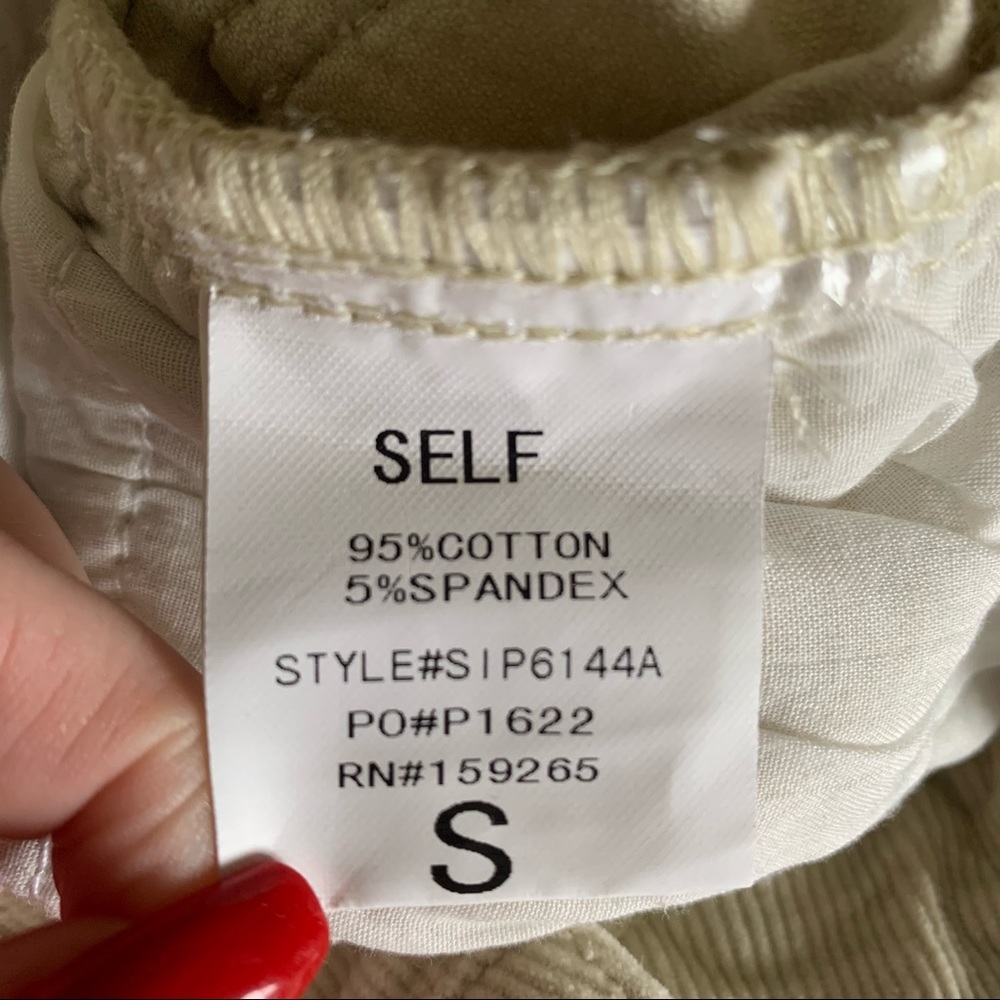 SELF
95%COTTON
5%SPANDEX
STYLE#SIP6144A
PO#P1622
RN#159265
S